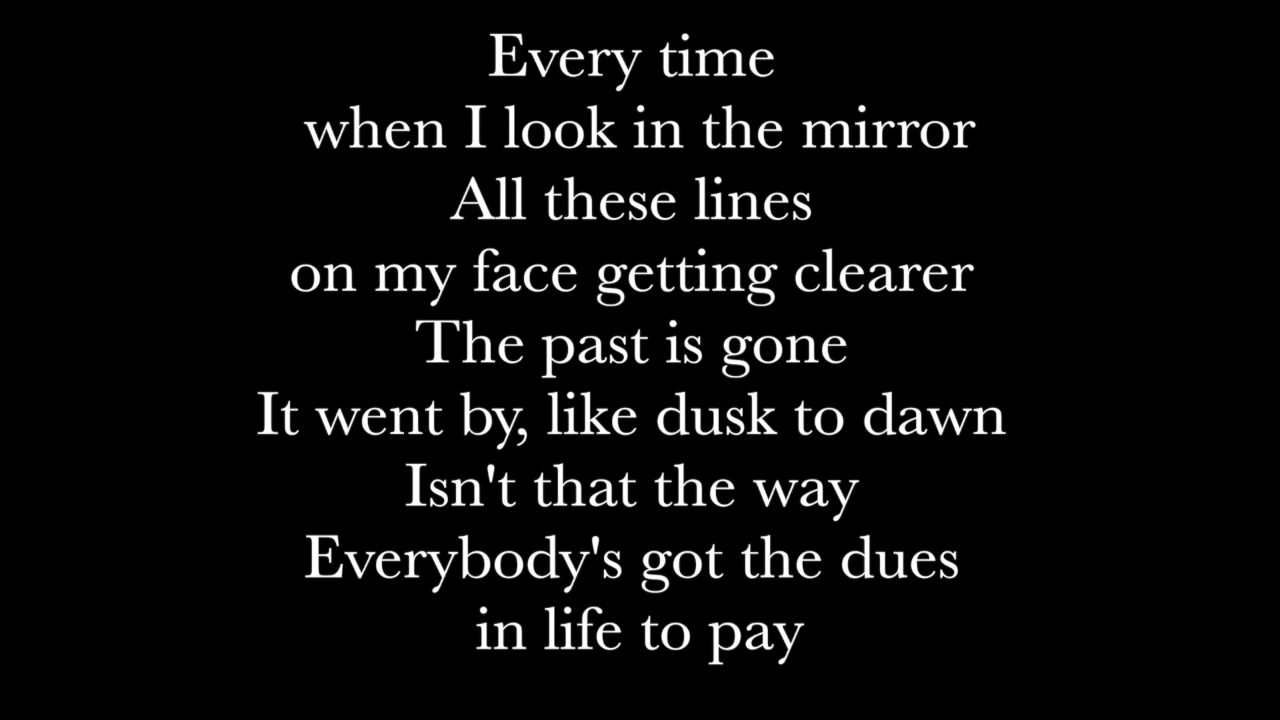 Every time
when I look in the mirror
All these lines
on my face getting clearer
The past is gone
It went by, like dusk to dawn
Isn't that the way
Everybody's got the dues
in life to pay